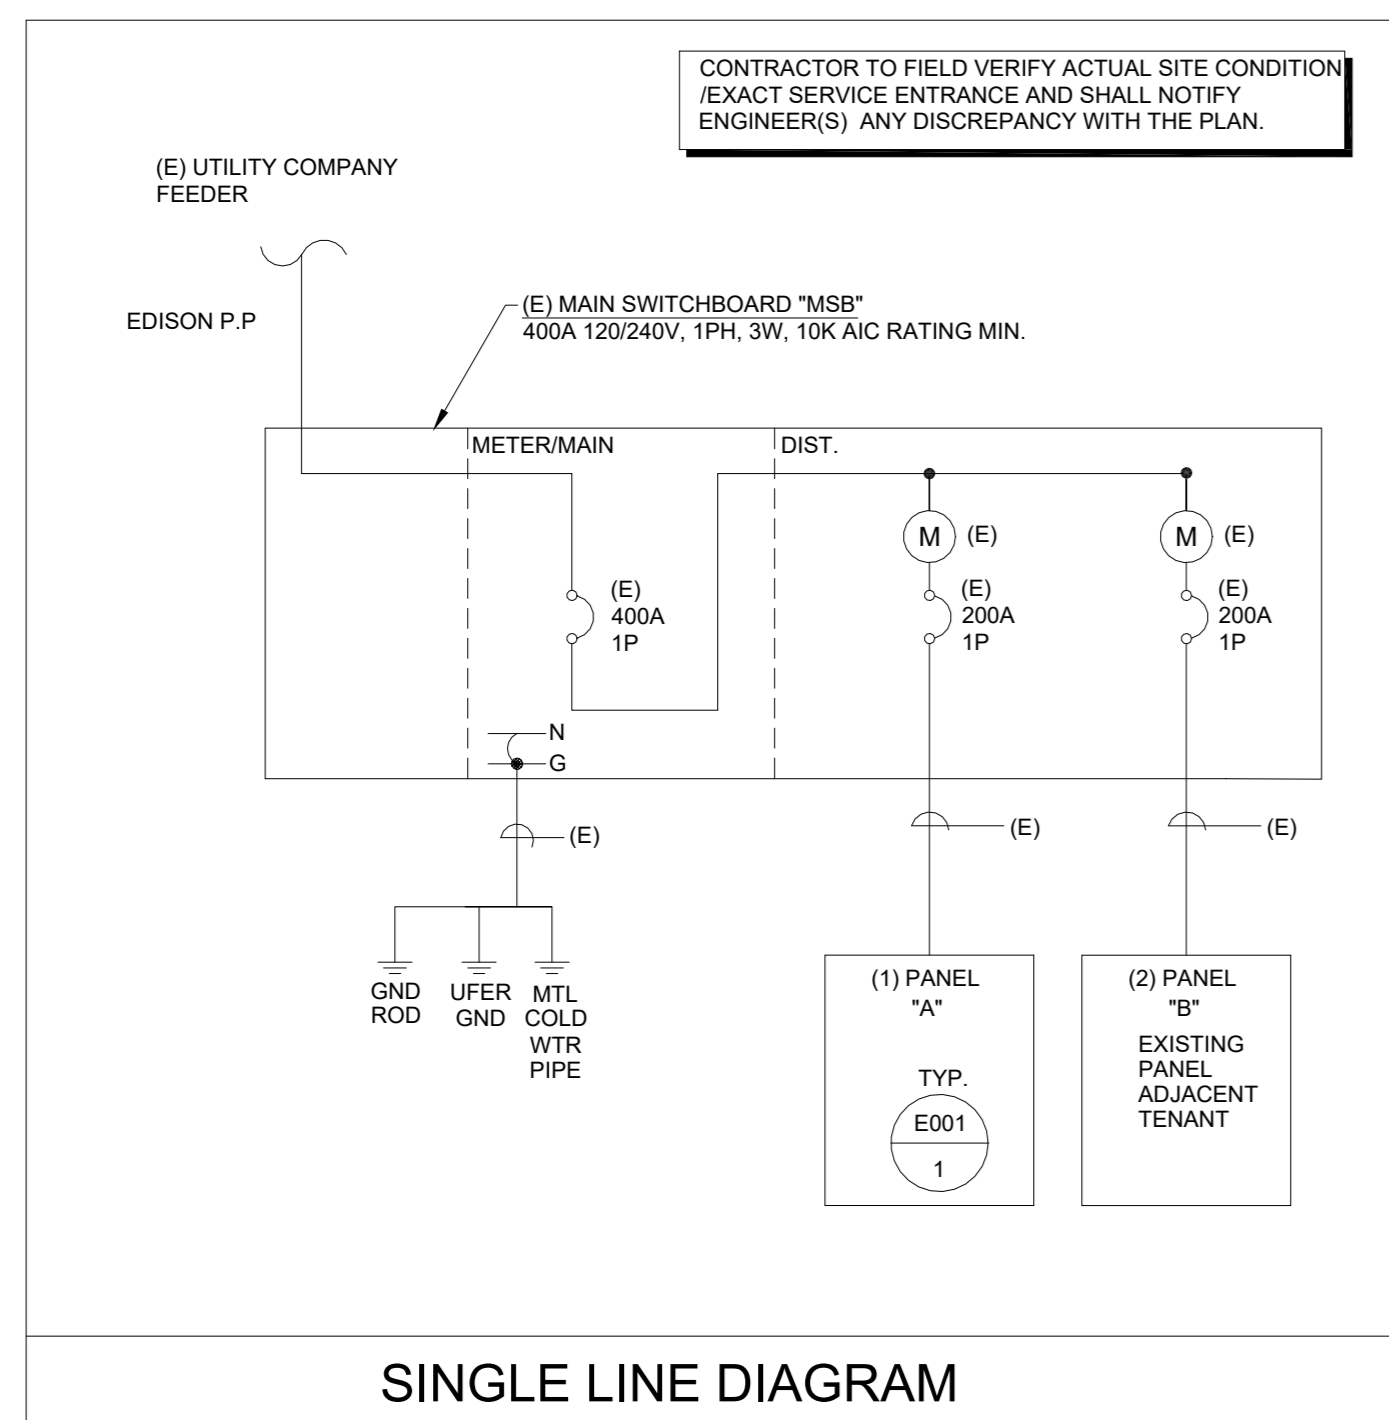 CONTRACTOR TO FIELD VERIFY ACTUAL SITE CONDITION
/EXACT SERVICE ENTRANCE AND SHALL NOTIFY
ENGINEER(S) ANY DISCREPANCY WITH THE PLAN.
(E) UTILITY COMPANY
FEEDER
EDISON P.P
(E) MAIN SWITCHBOARD "MSB"
400A 120/240V, 1PH, 3W, 10K AIC RATING MIN.
METER/MAIN
DIST.
M
(E)
M
(E)
(E)
400A
1P
(E)
200A
1P
(E)
200A
1P
N
G
(E)
(E)
(E)
GND
ROD
UFER
GND
MTL
COLD
WTR
PIPE
(1) PANEL
"A"
TYP.
E001
1
(2) PANEL
"B"
EXISTING
PANEL
ADJACENT
TENANT
SINGLE LINE DIAGRAM